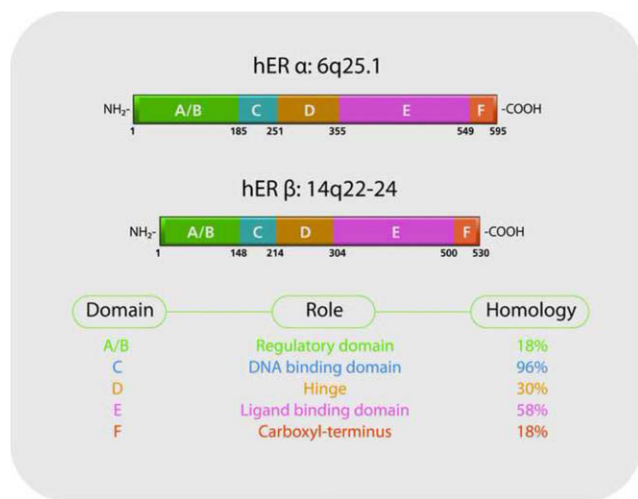 hER α: 6q25.1
NH₂- A/B C D E F -COOH
1 185 251 355 549 595
hER β: 14q22-24
NH₂- A/B C D E F -COOH
1 148 214 304 500 530
Domain Role Homology
A/B Regulatory domain 18%
C DNA binding domain 96%
D Hinge 30%
E Ligand binding domain 58%
F Carboxyl-terminus 18%